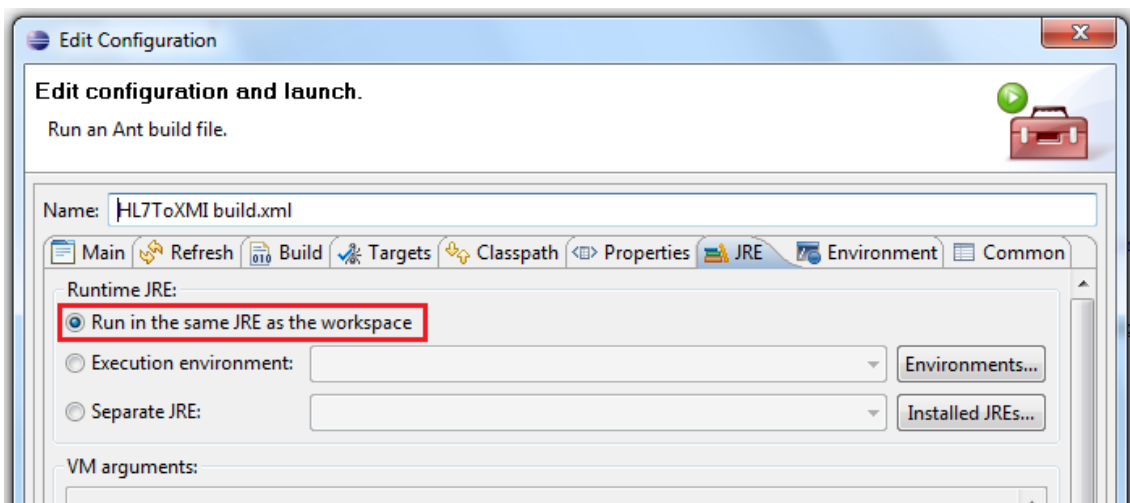 Edit Configuration
Edit configuration and launch.
Run an Ant build file.
Name: HL7ToXMI build.xml
Main Refresh Build Targets Classpath Properties JRE Environment Common
Runtime JRE:
Run in the same JRE as the workspace
Execution environment: Environments...
Separate JRE: Installed JREs...
VM arguments: